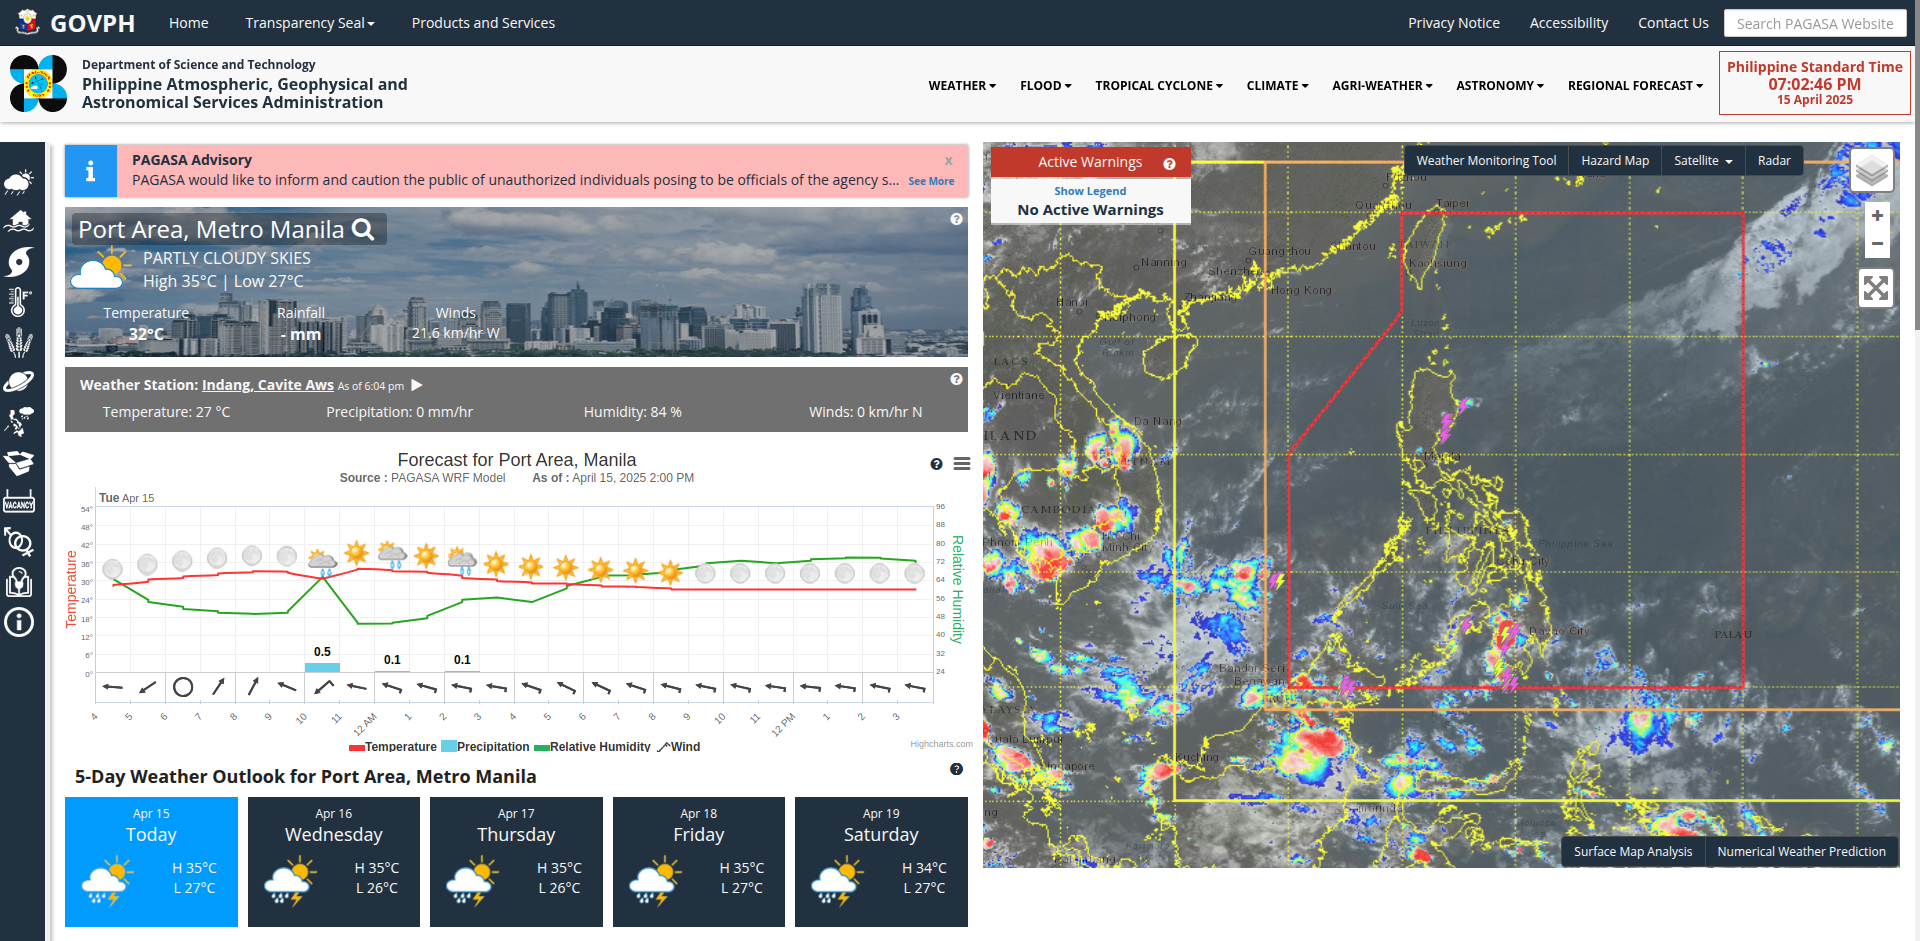 GOVPH
Home
Transparency Seal
Products and Services
Privacy Notice
Accessibility
Contact Us
Search PAGASA Website
Department of Science and Technology
Philippine Atmospheric, Geophysical and
Astronomical Services Administration
WEATHER
FLOOD
TROPICAL CYCLONE
CLIMATE
AGRI-WEATHER
ASTRONOMY
REGIONAL FORECAST
Philippine Standard Time
07:02:46 PM
15 April 2025
VACANCY
PAGASA Advisory
x
PAGASA would like to inform and caution the public of unauthorized individuals posing to be officials of the agency s... See More
Port Area, Metro Manila
PARTLY CLOUDY SKIES
High 35°C | Low 27°C
Temperature
Rainfall
Winds
32°C
- mm
21.6 km/hr W
Weather Station: Indang, Cavite Aws As of 6:04 pm
Temperature: 27 °C
Precipitation: 0 mm/hr
Humidity: 84 %
Winds: 0 km/hr N
Forecast for Port Area, Manila
Source : PAGASA WRF Model As of : April 15, 2025 2:00 PM
Tue Apr 15
Temperature
54°
48°
42°
36°
30°
24°
18°
12°
6°
0°
Relative Humidity
96
88
80
72
64
56
48
40
32
24
0.5
0.1
0.1
4 5 6 7 8 9 10 11 12 AM 1 2 3 4 5 6 7 8 9 10 11 12 PM 1 2 3
Temperature Precipitation Relative Humidity Wind
Highcharts.com
5-Day Weather Outlook for Port Area, Metro Manila
Apr 15
Today
H 35°C
L 27°C
Apr 16
Wednesday
H 35°C
L 26°C
Apr 17
Thursday
H 35°C
L 26°C
Apr 18
Friday
H 35°C
L 27°C
Apr 19
Saturday
H 34°C
L 27°C
Active Warnings
Show Legend
No Active Warnings
Weather Monitoring Tool
Hazard Map
Satellite
Radar
+
−
Taipei
Guangzhou
Nanning
Kaohsiung
Hong Kong
Hanoi
Luzon
Vientiane
Da Nang
CAMBODIA
Philippine Sea
Davao City
PALAU
Bandar Seri
Begawan
Kuala Lumpur
Singapore
Kuching
Surface Map Analysis
Numerical Weather Prediction